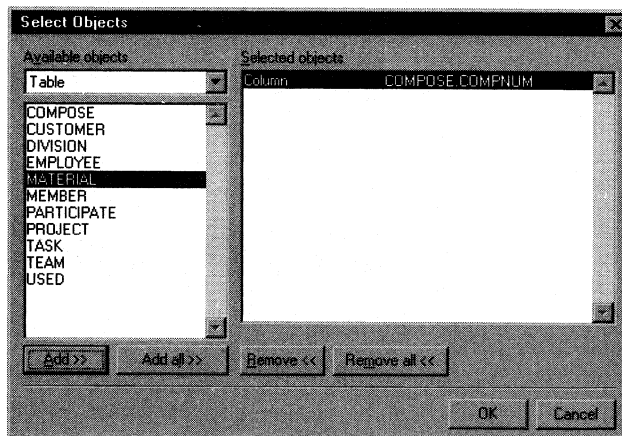 Select Objects
Available objects
Table
COMPOSE
CUSTOMER
DIVISION
EMPLOYEE
MATERIAL
MEMBER
PARTICIPATE
PROJECT
TASK
TEAM
USED
Add >>
Add all >>
Selected objects
Column COMPOSE.COMPNUM
Remove <<
Remove all <<
OK
Cancel